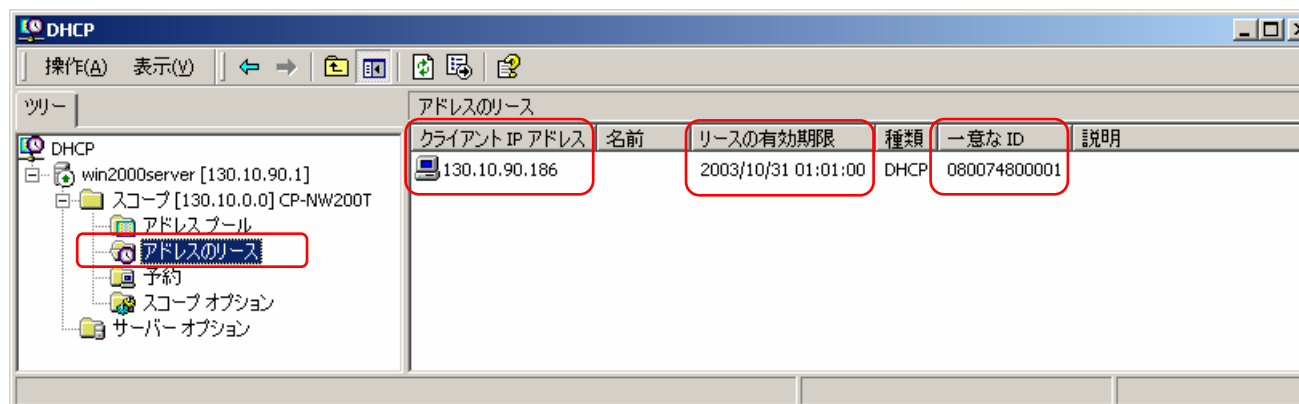 DHCP
操作(A) 表示(V)
ツリー
アドレスのリース
DHCP
win2000server [130.10.90.1]
スコープ [130.10.0.0] CP-NW200T
アドレス プール
アドレスのリース
予約
スコープ オプション
サーバー オプション
クライアント IP アドレス 名前 リースの有効期限 種類 一意な ID 説明
130.10.90.186 2003/10/31 01:01:00 DHCP 080074800001